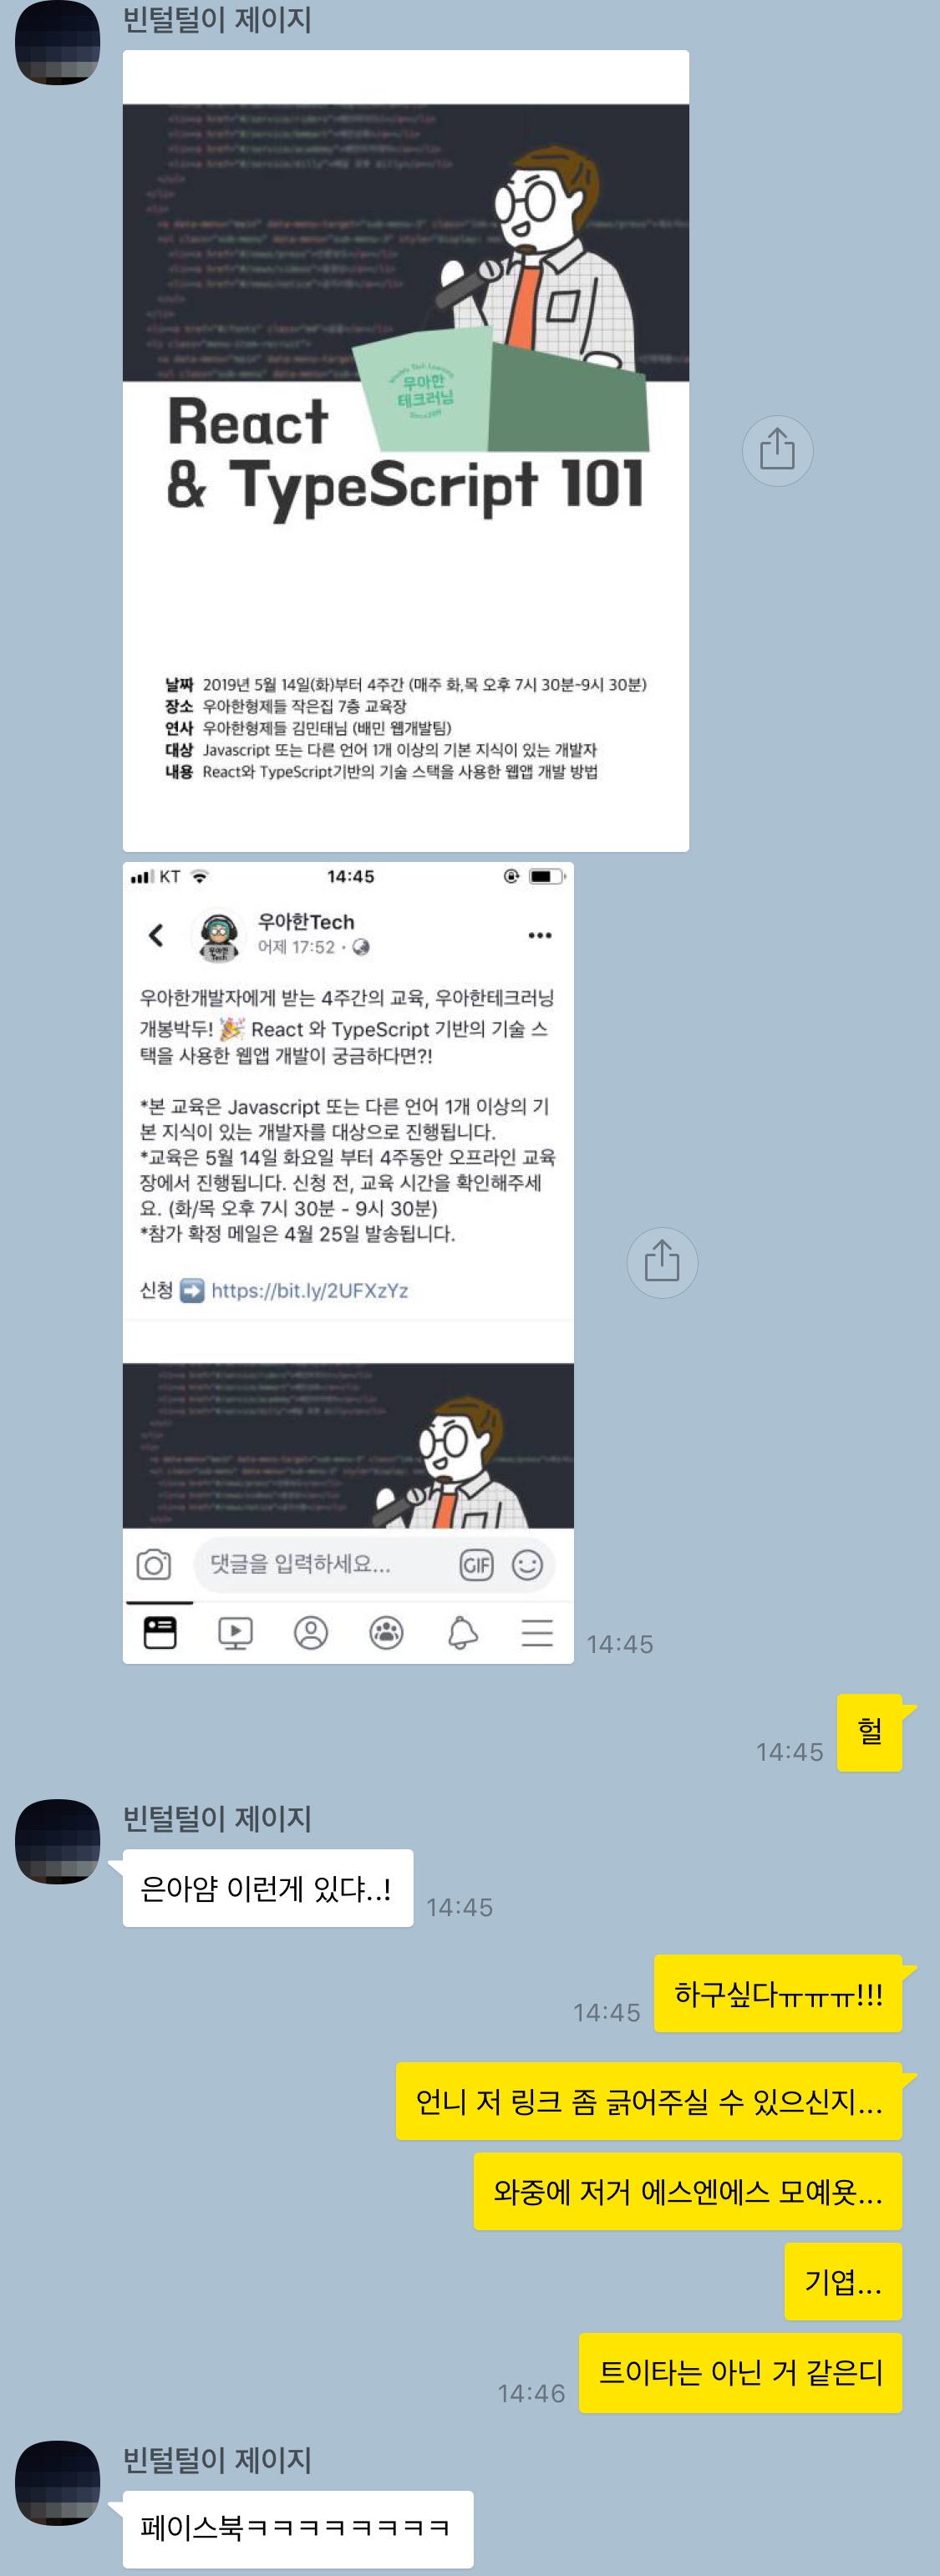 빈털털이 제이지
우아한
테크러닝
React
& TypeScript 101
날짜 2019년 5월 14일(화)부터 4주간 (매주 화,목 오후 7시 30분-9시 30분)
장소 우아한형제들 작은집 7층 교육장
연사 우아한형제들 김민태님 (배민 웹개발팀)
대상 Javascript 또는 다른 언어 1개 이상의 기본 지식이 있는 개발자
내용 React와 TypeScript기반의 기술 스택을 사용한 웹앱 개발 방법
KT 14:45
우아한Tech
어제 17:52 ·
우아한개발자에게 받는 4주간의 교육, 우아한테크러닝
개봉박두! 🎉 React 와 TypeScript 기반의 기술 스
택을 사용한 웹앱 개발이 궁금하다면?!
*본 교육은 Javascript 또는 다른 언어 1개 이상의 기
본 지식이 있는 개발자를 대상으로 진행됩니다.
*교육은 5월 14일 화요일 부터 4주동안 오프라인 교육
장에서 진행됩니다. 신청 전, 교육 시간을 확인해주세
요. (화/목 오후 7시 30분 - 9시 30분)
*참가 확정 메일은 4월 25일 발송됩니다.
신청 ➡️ https://bit.ly/2UFXzYz
댓글을 입력하세요... GIF
14:45
헐
14:45
빈털털이 제이지
은아얌 이런게 있댜..!
14:45
하구싶다ㅠㅠㅠ!!!
14:45
언니 저 링크 좀 긁어주실 수 있으신지...
와중에 저거 에스엔에스 모예욧...
기엽...
트이타는 아닌 거 같은디
14:46
빈털털이 제이지
페이스북ㅋㅋㅋㅋㅋㅋㅋㅋ